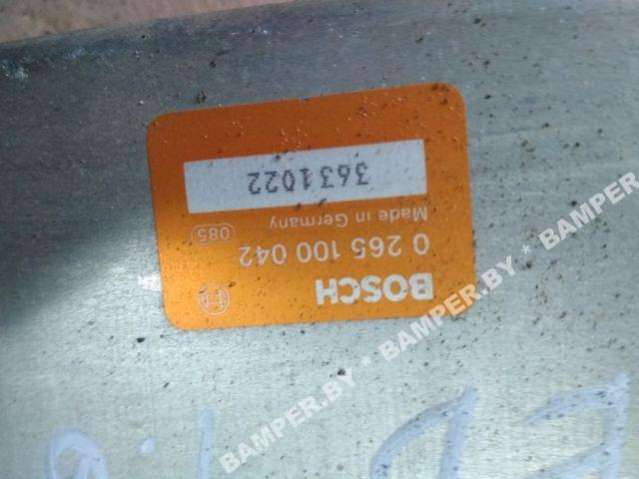 BOSCH
0 265 100 042
Made in Germany 085
3631022
BAMPER.BY * BAMPER.BY * BAMPER